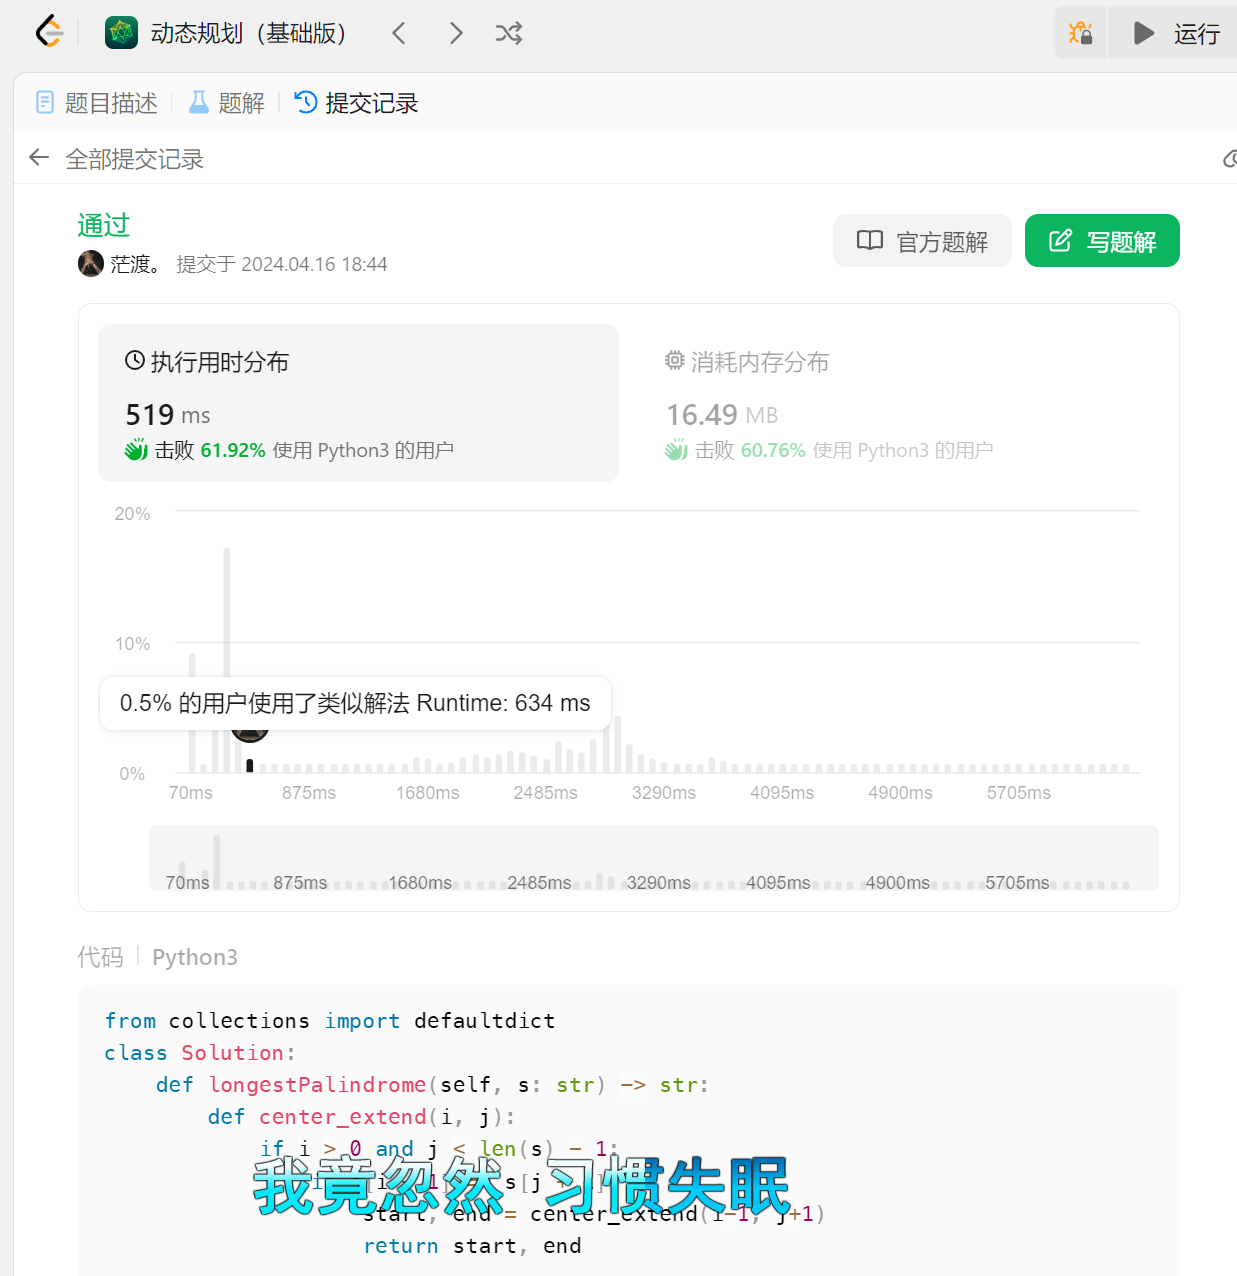 动态规划（基础版）
运行
题目描述 题解 提交记录
全部提交记录
通过
茫渡。 提交于 2024.04.16 18:44
官方题解
写题解
执行用时分布
519 ms
击败 61.92% 使用 Python3 的用户
消耗内存分布
16.49 MB
击败 60.76% 使用 Python3 的用户
20%
10%
0.5% 的用户使用了类似解法 Runtime: 634 ms
0%
70ms 875ms 1680ms 2485ms 3290ms 4095ms 4900ms 5705ms
70ms 875ms 1680ms 2485ms 3290ms 4095ms 4900ms 5705ms
代码 Python3
from collections import defaultdict
class Solution:
def longestPalindrome(self, s: str) -> str:
def center_extend(i, j):
if i > 0 and j < len(s) - 1:
s[j
我竟忽然 习惯失眠
start, end = center_extend(i-1, j+1)
return start, end